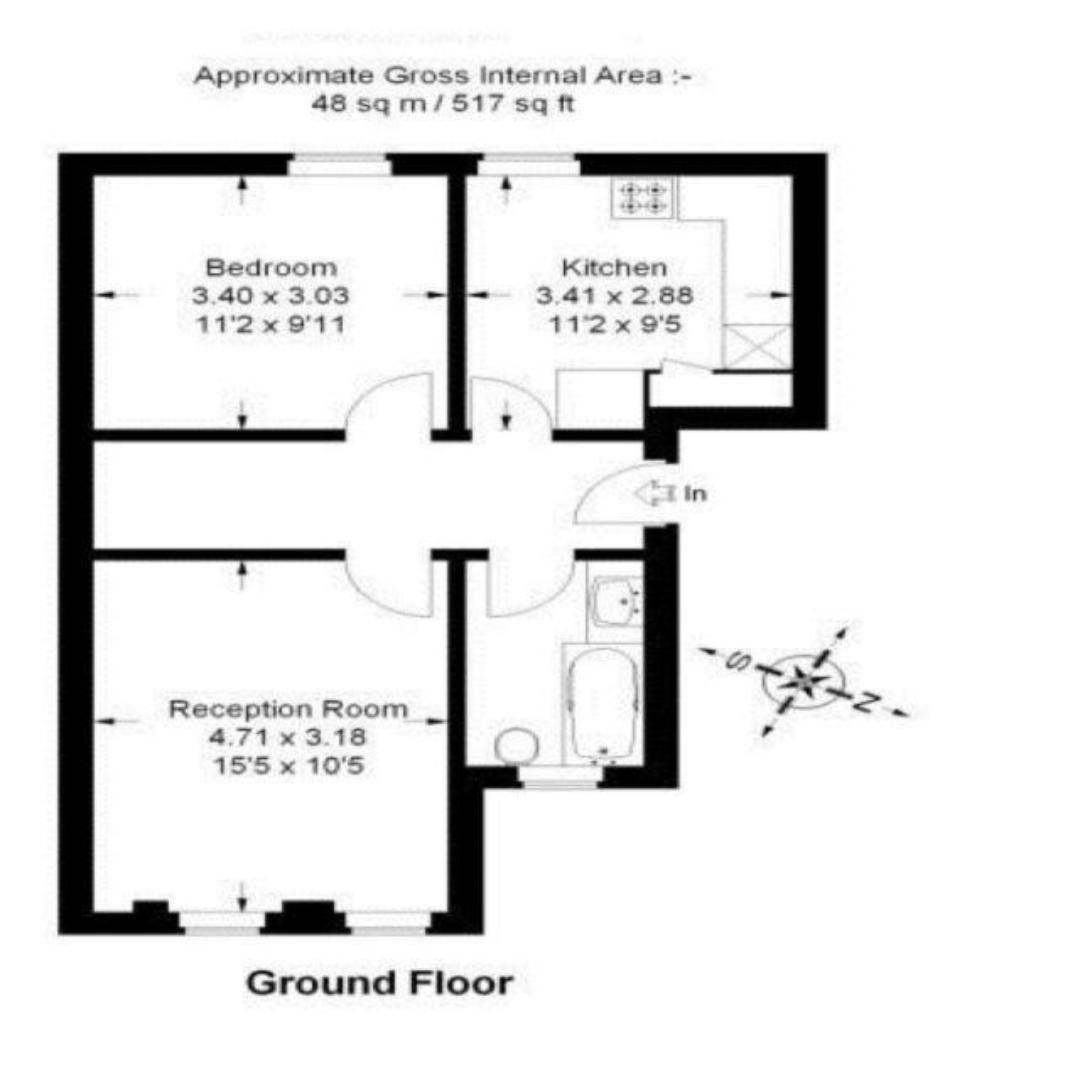 Approximate Gross Internal Area :-
48 sq m / 517 sq ft
Bedroom
3.40 x 3.03
11'2 x 9'11
Kitchen
3.41 x 2.88
11'2 x 9'5
In
Reception Room
4.71 x 3.18
15'5 x 10'5
S
N
Ground Floor